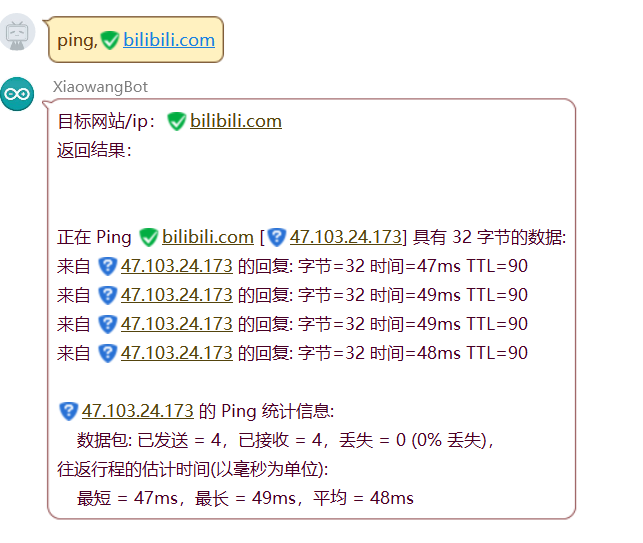 ping,bilibili.com
XiaowangBot
目标网站/ip：bilibili.com
返回结果：
正在 Ping bilibili.com [47.103.24.173] 具有 32 字节的数据:
来自 47.103.24.173 的回复: 字节=32 时间=47ms TTL=90
来自 47.103.24.173 的回复: 字节=32 时间=49ms TTL=90
来自 47.103.24.173 的回复: 字节=32 时间=49ms TTL=90
来自 47.103.24.173 的回复: 字节=32 时间=48ms TTL=90
47.103.24.173 的 Ping 统计信息:
数据包: 已发送 = 4，已接收 = 4，丢失 = 0 (0% 丢失)，
往返行程的估计时间(以毫秒为单位):
最短 = 47ms，最长 = 49ms，平均 = 48ms